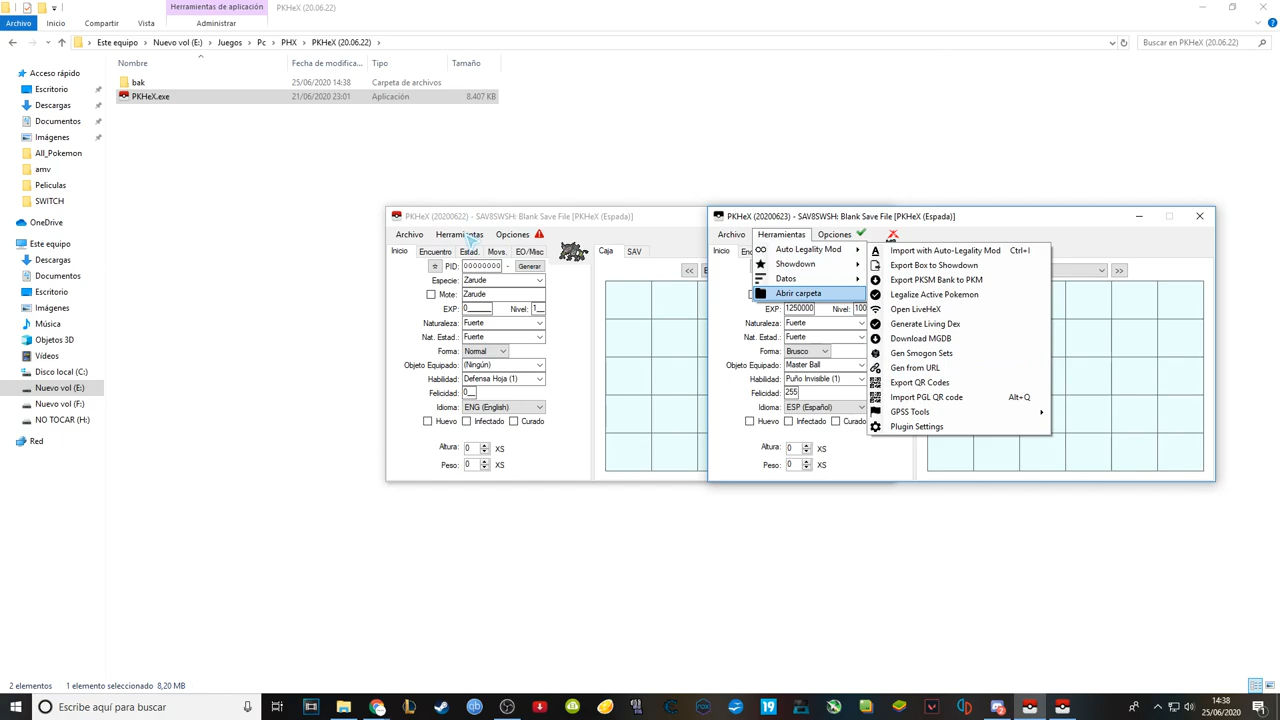 Herramientas de aplicación
PKHeX (20.06.22)
Archivo
Inicio
Compartir
Vista
Administrar
Este equipo
Nuevo vol (E:)
Juegos
Pc
PHX
PKHeX (20.06.22)
Buscar en PKHeX (20.06.22)
Nombre
Fecha de modifica...
Tipo
Tamaño
bak
25/06/2020 14:38
Carpeta de archivos
PKHeX.exe
21/06/2020 23:01
Aplicación
8.407 KB
Acceso rápido
Escritorio
Descargas
Documentos
Imágenes
All_Pokemon
amv
Peliculas
SWITCH
OneDrive
Este equipo
Descargas
Documentos
Escritorio
Imágenes
Música
Objetos 3D
Vídeos
Disco local (C:)
Nuevo vol (E:)
Nuevo vol (F:)
NO TOCAR (H:)
Red
PKHeX (20200622) - SAV8SWSH: Blank Save File [PKHeX (Espada)]
Archivo
Herramientas
Opciones
Inicio
Encuentro
Estad.
Movs.
EO/Misc
PID:
00000000
Generar
Especie:
Zarude
Mote:
Zarude
EXP:
0______
Nivel:
1__
Naturaleza:
Fuerte
Nat. Estad.:
Fuerte
Forma:
Normal
Objeto Equipado:
(Ningún)
Habilidad:
Defensa Hoja (1)
Felicidad:
0__
Idioma:
ENG (English)
Huevo
Infectado
Curado
Altura:
0
XS
Peso:
0
XS
Caja
SAV
<<
PKHeX (20200623) - SAV8SWSH: Blank Save File [PKHeX (Espada)]
Archivo
Herramientas
Opciones
Inicio
>>
Auto Legality Mod
Showdown
Datos
Abrir carpeta
EXP:
1250000
Nivel:
100
Naturaleza:
Fuerte
Nat. Estad.:
Fuerte
Forma:
Brusco
Objeto Equipado:
Master Ball
Habilidad:
Puño Invisible (1)
Felicidad:
255
Idioma:
ESP (Español)
Huevo
Infectado
Curado
Altura:
0
XS
Peso:
0
XS
Import with Auto-Legality Mod Ctrl+I
Export Box to Showdown
Export PKSM Bank to PKM
Legalize Active Pokemon
Open LiveHeX
Generate Living Dex
Download MGDB
Gen Smogon Sets
Gen from URL
Export QR Codes
Import PGL QR code Alt+Q
GPSS Tools
Plugin Settings
2 elementos
1 elemento seleccionado 8,20 MB
Escribe aquí para buscar
14:38
25/06/2020